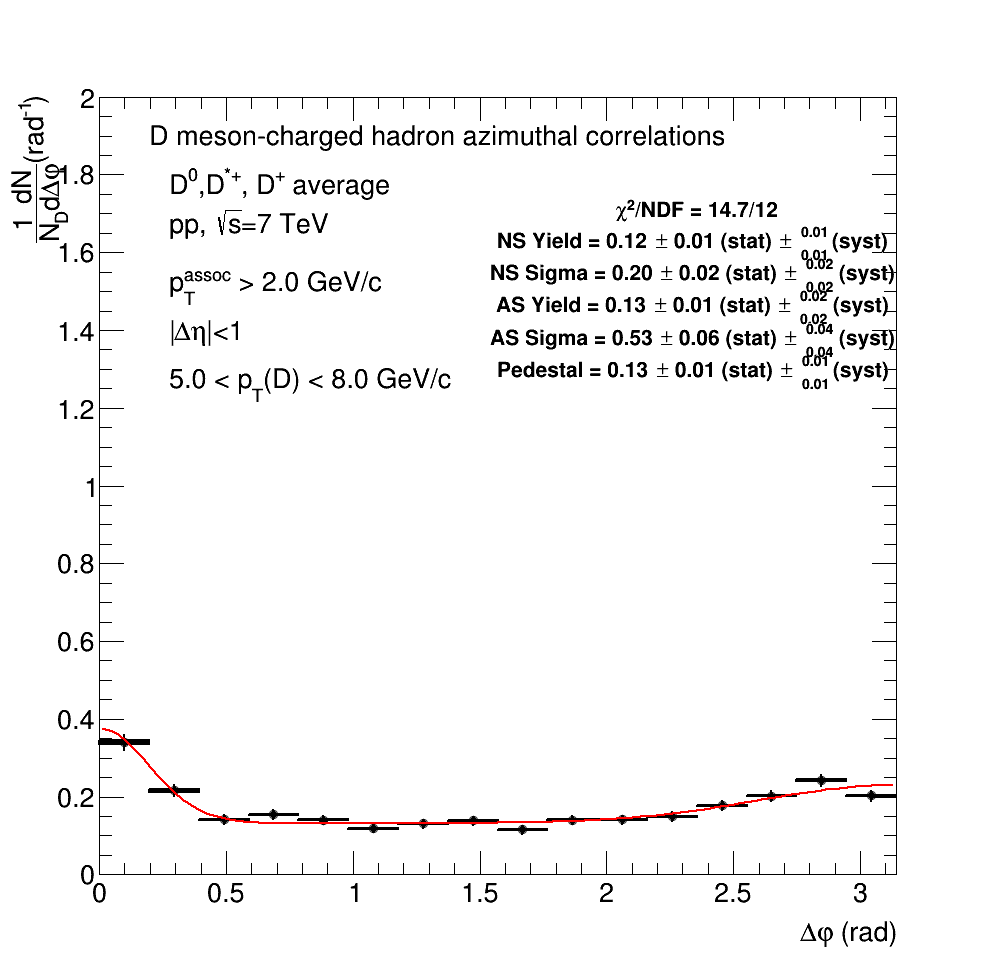 D meson-charged hadron azimuthal correlations
D⁰,D*⁺, D⁺ average
pp, √s=7 TeV
p_T^assoc > 2.0 GeV/c
|Δη|<1
5.0 < p_T(D) < 8.0 GeV/c
χ²/NDF = 14.7/12
NS Yield = 0.12 ± 0.01 (stat) ± 0.01 0.01 (syst)
NS Sigma = 0.20 ± 0.02 (stat) ± 0.02 0.02 (syst)
AS Yield = 0.13 ± 0.01 (stat) ± 0.02 0.02 (syst)
AS Sigma = 0.53 ± 0.06 (stat) ± 0.04 0.04 (syst)
Pedestal = 0.13 ± 0.01 (stat) ± 0.01 0.01 (syst)
1/N_D dN/dΔφ (rad⁻¹)
2
1.8
1.6
1.4
1.2
1
0.8
0.6
0.4
0.2
0
0 0.5 1 1.5 2 2.5 3
Δφ (rad)